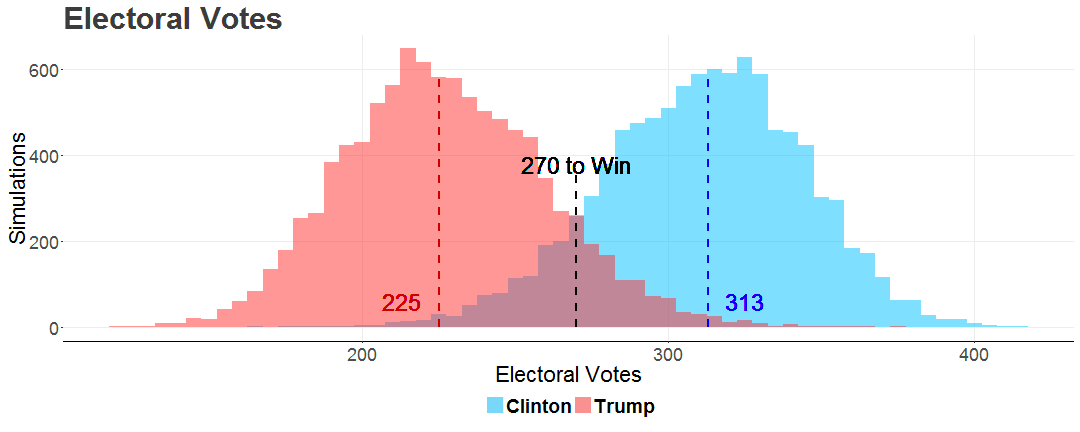 Electoral Votes
600
400
200
0
Simulations
270 to Win
225
313
200
300
400
Electoral Votes
Clinton
Trump